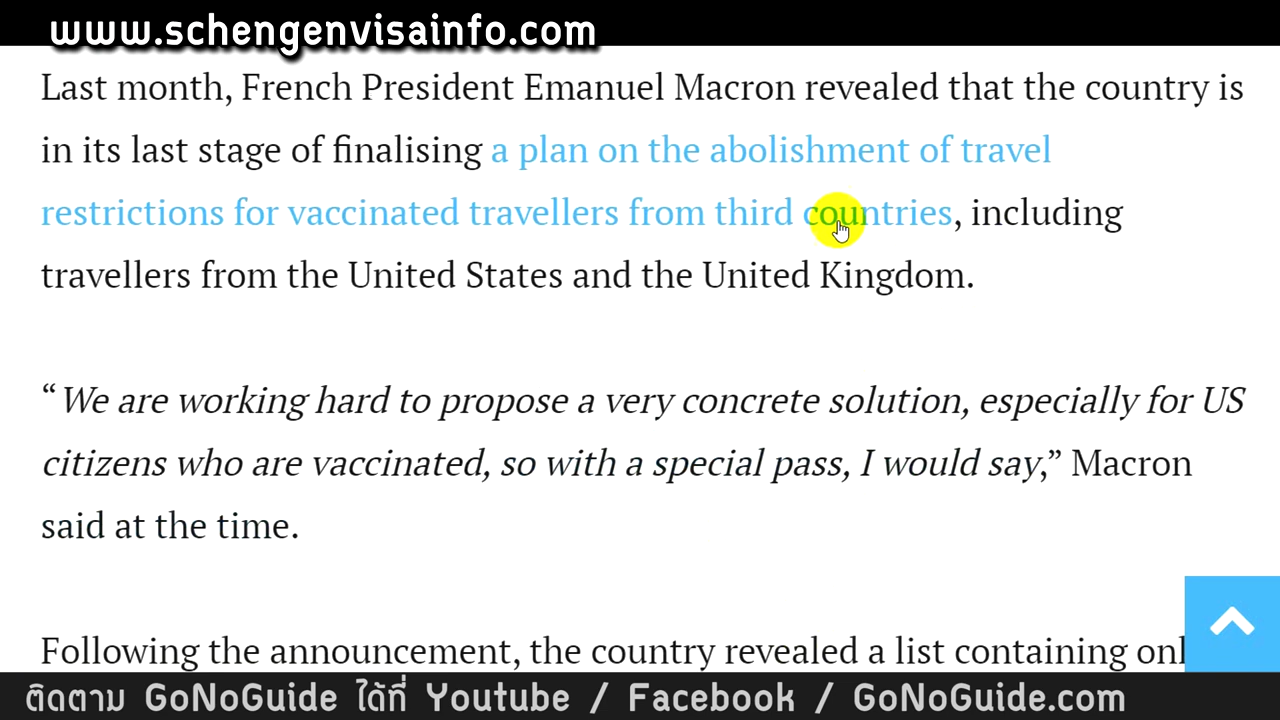 www.schengenvisainfo.com
Last month, French President Emanuel Macron revealed that the country is
in its last stage of finalising a plan on the abolishment of travel
restrictions for vaccinated travellers from third countries, including
travellers from the United States and the United Kingdom.
“We are working hard to propose a very concrete solution, especially for US
citizens who are vaccinated, so with a special pass, I would say,” Macron
said at the time.
Following the announcement, the country revealed a list containing
ติดตาม GoNoGuide ได้ที่ Youtube / Facebook / GoNoGuide.com